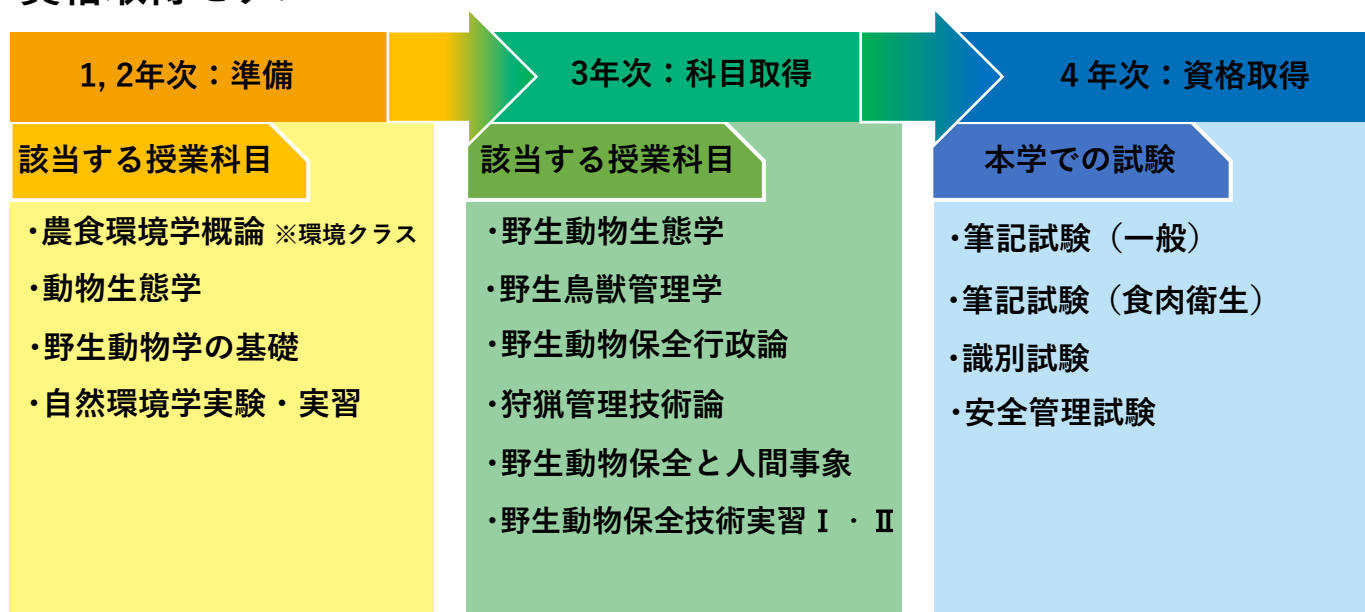 1, 2年次：準備
3年次：科目取得
４年次：資格取得
該当する授業科目
・農食環境学概論 ※環境クラス
・動物生態学
・野生動物学の基礎
・自然環境学実験・実習
該当する授業科目
・野生動物生態学
・野生鳥獣管理学
・野生動物保全行政論
・狩猟管理技術論
・野生動物保全と人間事象
・野生動物保全技術実習Ⅰ・Ⅱ
本学での試験
・筆記試験（一般）
・筆記試験（食肉衛生）
・識別試験
・安全管理試験